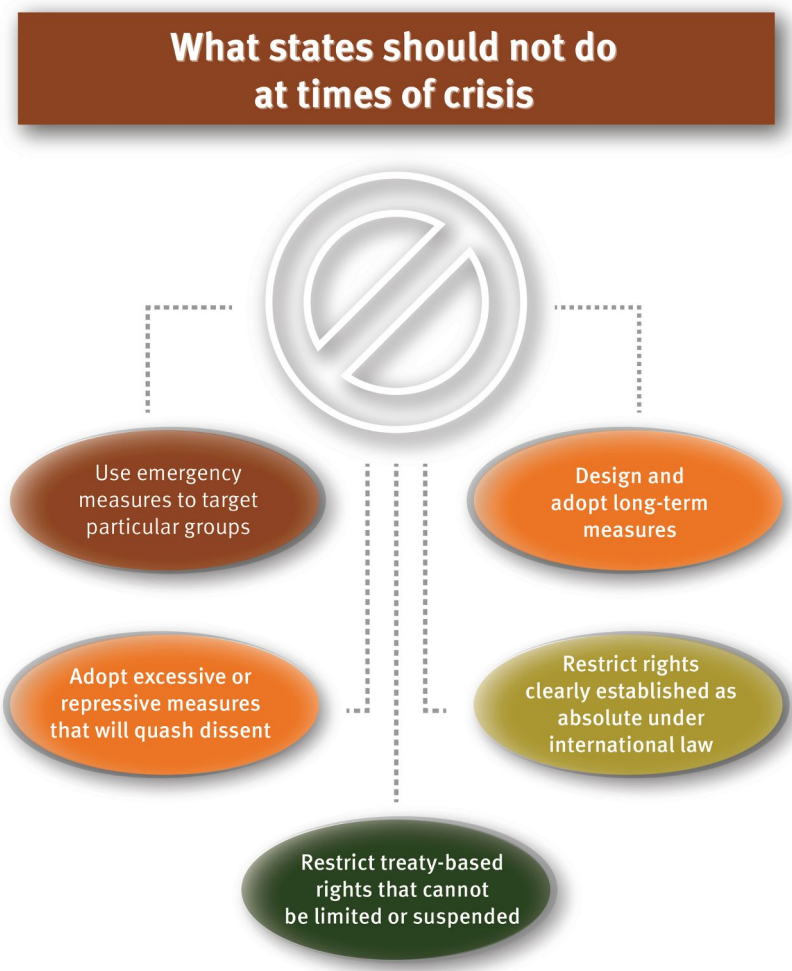 What states should not do
at times of crisis
Use emergency
measures to target
particular groups
Design and
adopt long-term
measures
Adopt excessive or
repressive measures
that will quash dissent
Restrict rights
clearly established as
absolute under
international law
Restrict treaty-based
rights that cannot
be limited or suspended